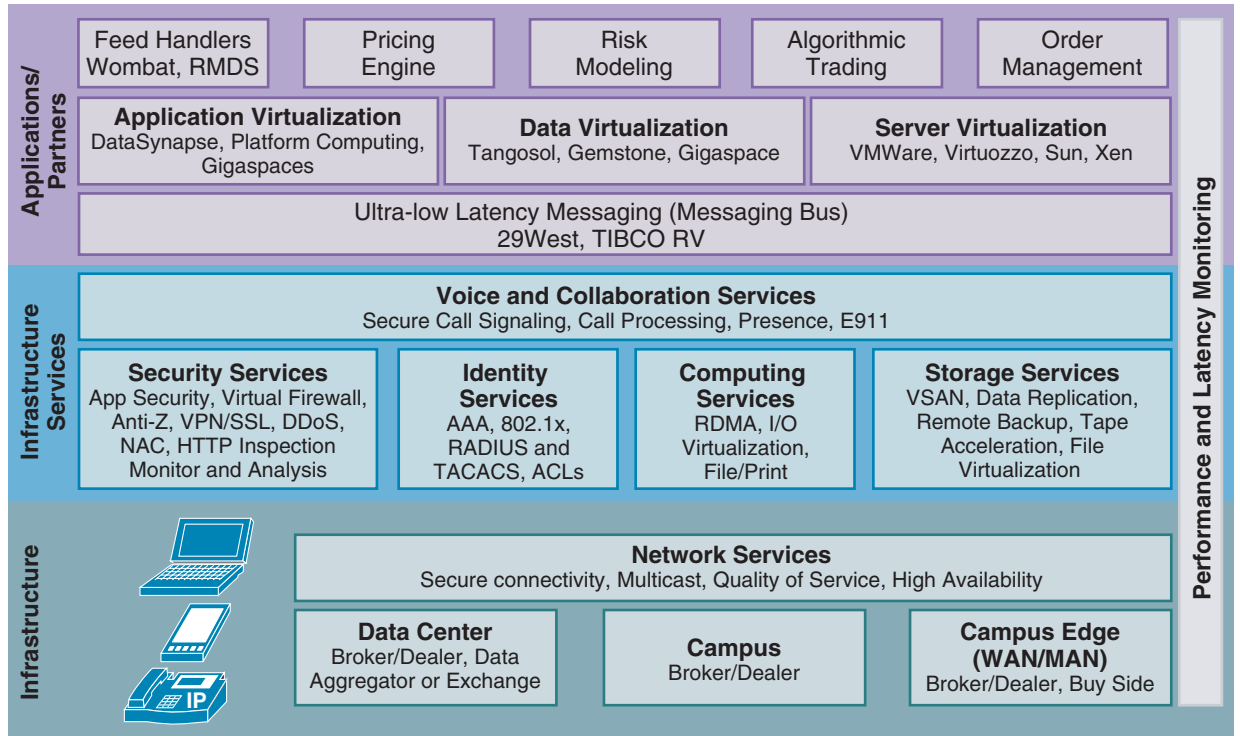 Applications/
Partners
Feed Handlers
Wombat, RMDS
Pricing
Engine
Risk
Modeling
Algorithmic
Trading
Order
Management
Application Virtualization
DataSynapse, Platform Computing,
Gigaspaces
Data Virtualization
Tangosol, Gemstone, Gigaspace
Server Virtualization
VMWare, Virtuozzo, Sun, Xen
Ultra-low Latency Messaging (Messaging Bus)
29West, TIBCO RV
Infrastructure
Services
Voice and Collaboration Services
Secure Call Signaling, Call Processing, Presence, E911
Security Services
App Security, Virtual Firewall,
Anti-Z, VPN/SSL, DDoS,
NAC, HTTP Inspection
Monitor and Analysis
Identity
Services
AAA, 802.1x,
RADIUS and
TACACS, ACLs
Computing
Services
RDMA, I/O
Virtualization,
File/Print
Storage Services
VSAN, Data Replication,
Remote Backup, Tape
Acceleration, File
Virtualization
Infrastructure
IP
Network Services
Secure connectivity, Multicast, Quality of Service, High Availability
Data Center
Broker/Dealer, Data
Aggregator or Exchange
Campus
Broker/Dealer
Campus Edge
(WAN/MAN)
Broker/Dealer, Buy Side
Performance and Latency Monitoring